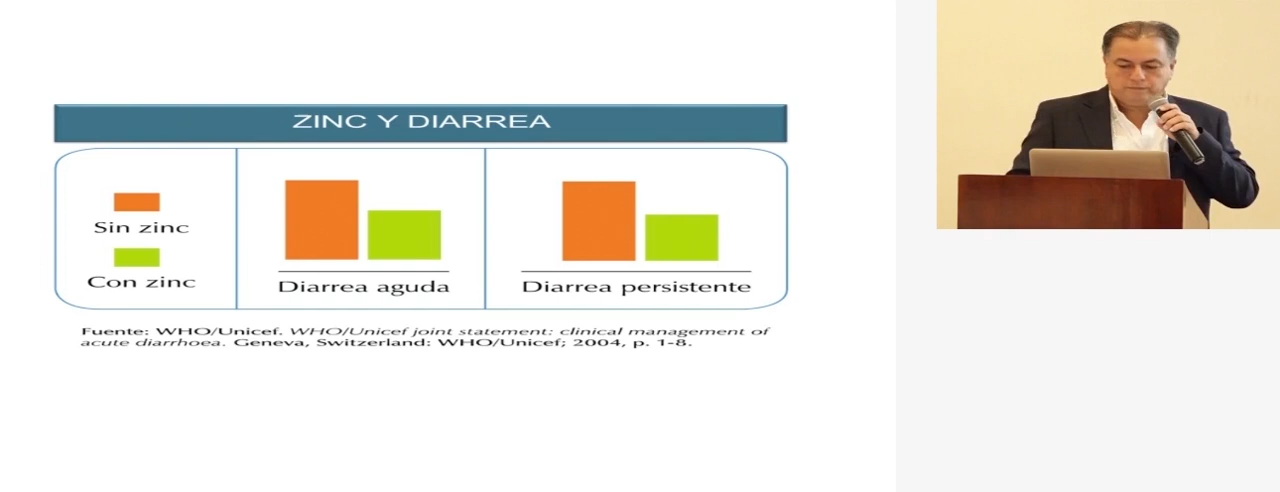 ZINC Y DIARREA
Sin zinc
Con zinc
Diarrea aguda
Diarrea persistente
Fuente: WHO/Unicef. WHO/Unicef joint statement: clinical management of
acute diarrhoea. Geneva, Switzerland: WHO/Unicef; 2004, p. 1-8.